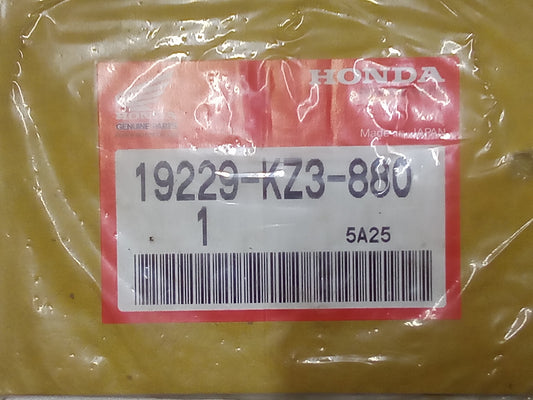 HONDA
HONDA
GENUINE PARTS
Made in JAPAN
19229-KZ3-880
1
E
5A25